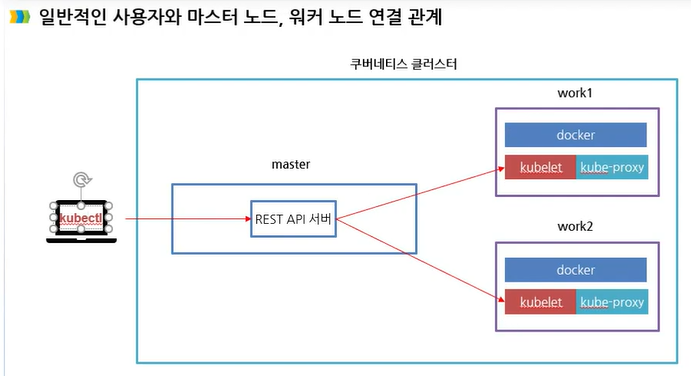 일반적인 사용자와 마스터 노드, 워커 노드 연결 관계
쿠버네티스 클러스터
work1
docker
kubelet kube-proxy
master
kubectl
REST API 서버
work2
docker
kubelet kube-proxy